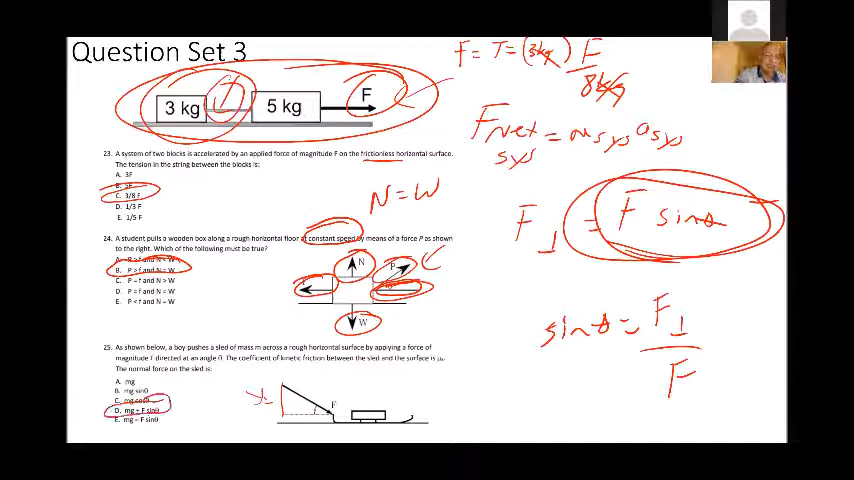 Question Set 3
3 kg
T
5 kg
F
F = T = (3kg) F
8kg
Fnet sys = msys asys
N = W
F⊥ = F sinθ
sinθ = F⊥
F
23. A system of two blocks is accelerated by an applied force of magnitude F on the frictionless horizontal surface.
The tension in the string between the blocks is:
A. 3F
C. 3/8 F
D. 1/3 F
E. 1/5 F
24. A student pulls a wooden box along a rough horizontal floor at constant speed by means of a force P as shown
to the right. Which of the following must be true?
A. P > f and N < W
B. P > f and N = W
C. P = f and N > W
D. P = f and N = W
E. P < f and N = W
N
P
W
25. As shown below, a boy pushes a sled of mass m across a rough horizontal surface by applying a force of
magnitude F directed at an angle θ. The coefficient of kinetic friction between the sled and the surface is μₖ.
The normal force on the sled is:
A. mg
B. mg sinθ
C. mg cosθ
D. mg + F sinθ
E. mg – F sinθ
F